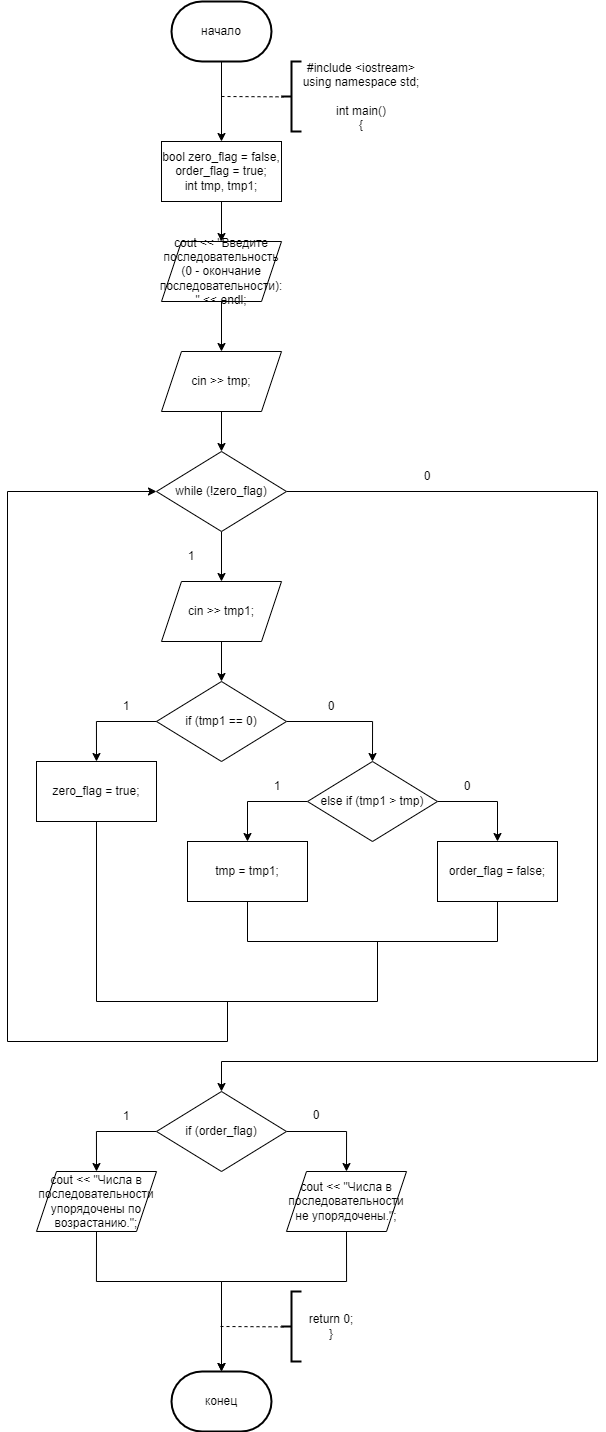 начало
#include <iostream>
using namespace std;
int main()
{
bool zero_flag = false,
order_flag = true;
int tmp, tmp1;
cout << "Введите
последовательность
(0 - окончание
последовательности):
" << endl;
cin >> tmp;
while (!zero_flag)
0
1
cin >> tmp1;
if (tmp1 == 0)
1
0
zero_flag = true;
else if (tmp1 > tmp)
1
0
tmp = tmp1;
order_flag = false;
if (order_flag)
1
0
cout << "Числа в
последовательности
упорядочены по
возрастанию.";
cout << "Числа в
последовательности
не упорядочены.";
return 0;
}
конец